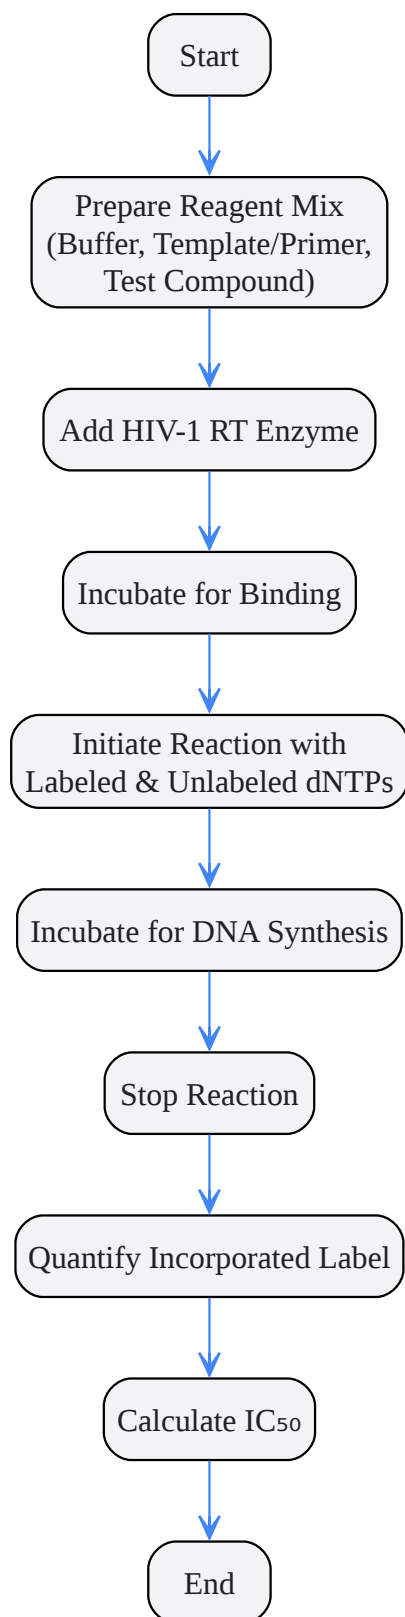 Start
Prepare Reagent Mix
(Buffer, Template/Primer,
Test Compound)
Add HIV-1 RT Enzyme
Incubate for Binding
Initiate Reaction with
Labeled & Unlabeled dNTPs
Incubate for DNA Synthesis
Stop Reaction
Quantify Incorporated Label
Calculate IC₅₀
End